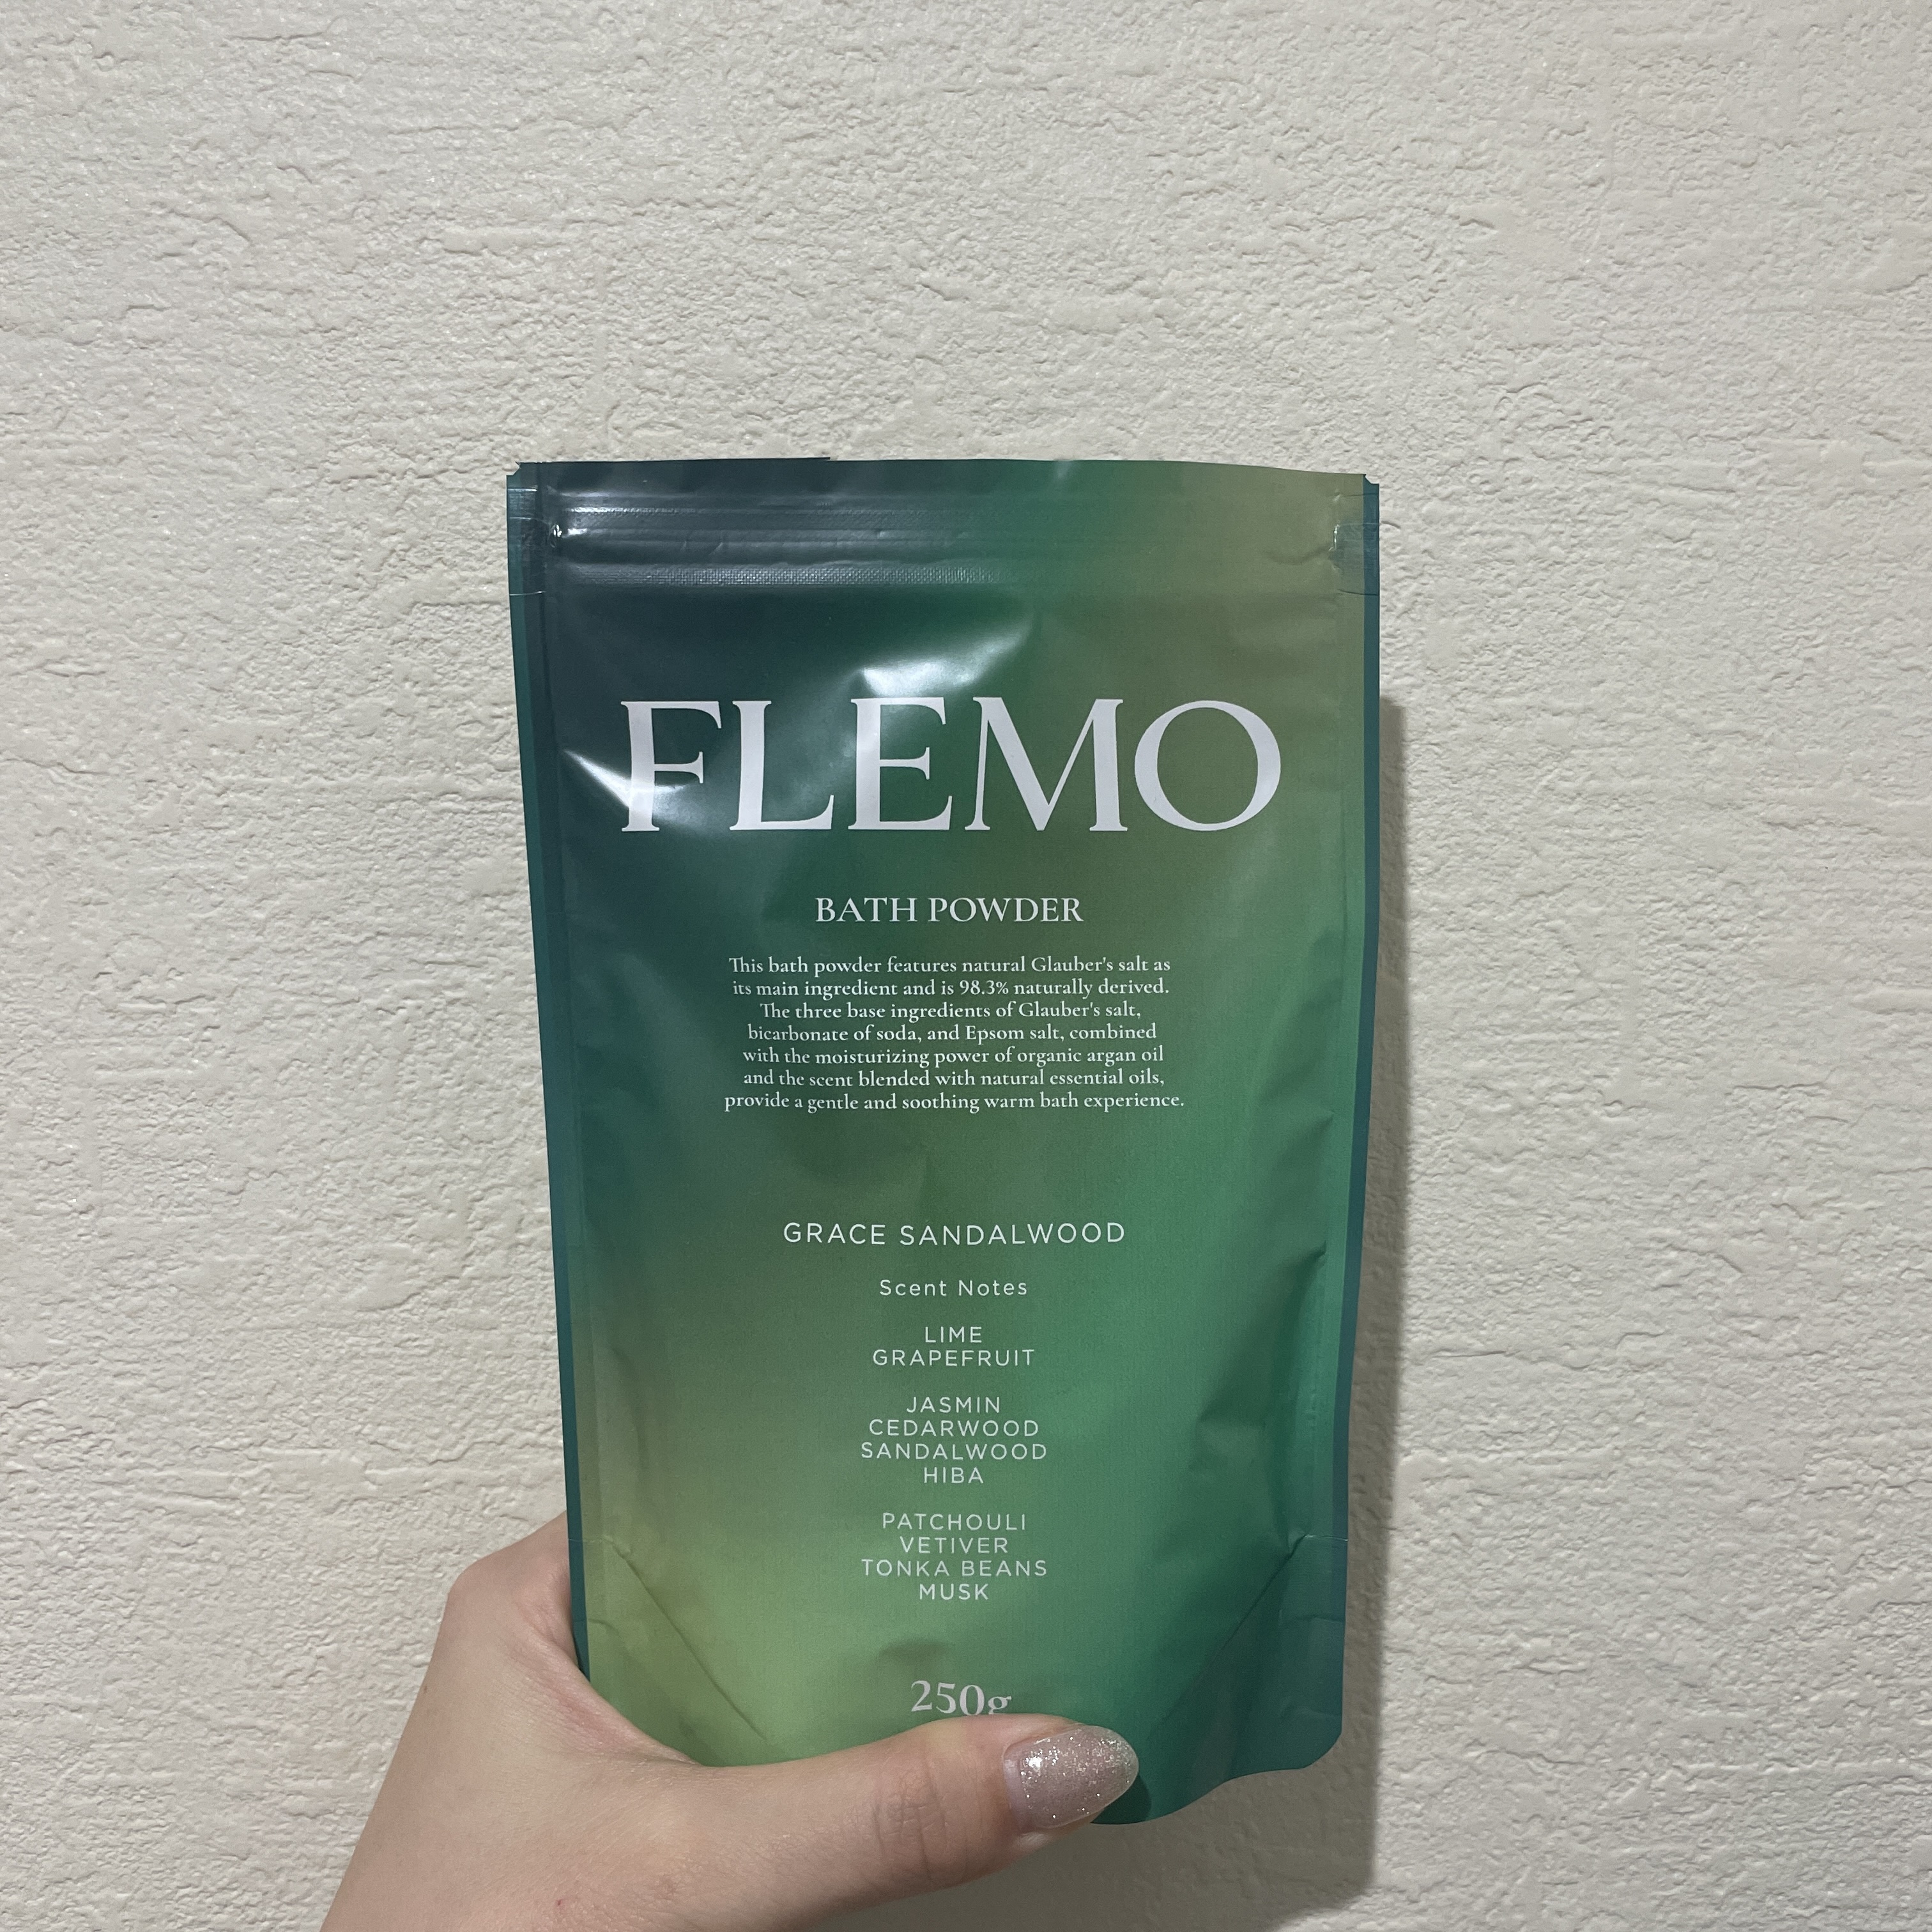 FLEMO
BATH POWDER
This bath powder features natural Glauber's salt as
its main ingredient and is 98.3% naturally derived.
The three base ingredients of Glauber's salt,
bicarbonate of soda, and Epsom salt, combined
with the moisturizing power of organic argan oil
and the scent blended with natural essential oils,
provide a gentle and soothing warm bath experience.
GRACE SANDALWOOD
Scent Notes
LIME
GRAPEFRUIT
JASMIN
CEDARWOOD
SANDALWOOD
HIBA
PATCHOULI
VETIVER
TONKA BEANS
MUSK
250g